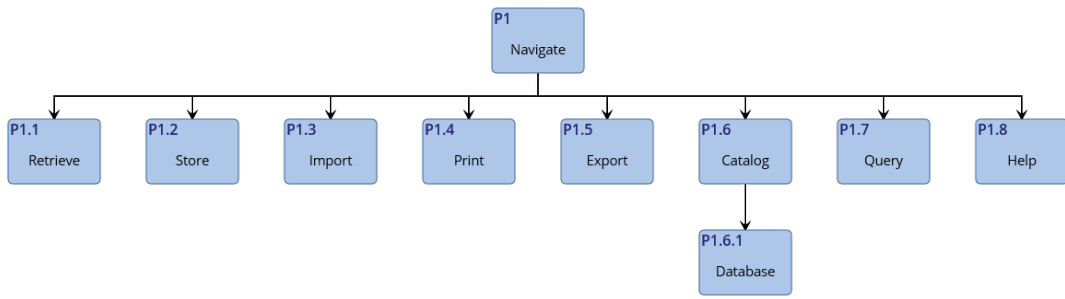 P1
Navigate
P1.1
Retrieve
P1.2
Store
P1.3
Import
P1.4
Print
P1.5
Export
P1.6
Catalog
P1.7
Query
P1.8
Help
P1.6.1
Database